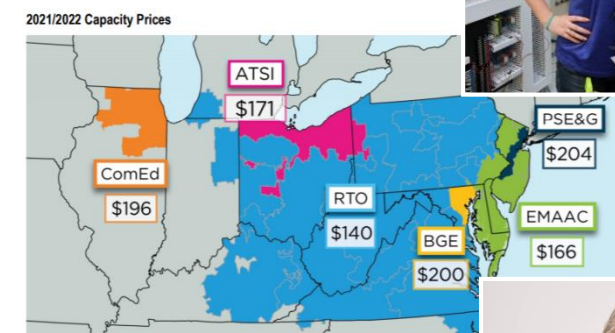 2021/2022 Capacity Prices
ATSI
$171
PSE&G
$204
ComEd
$196
RTO
$140
EMAAC
$166
BGE
$200